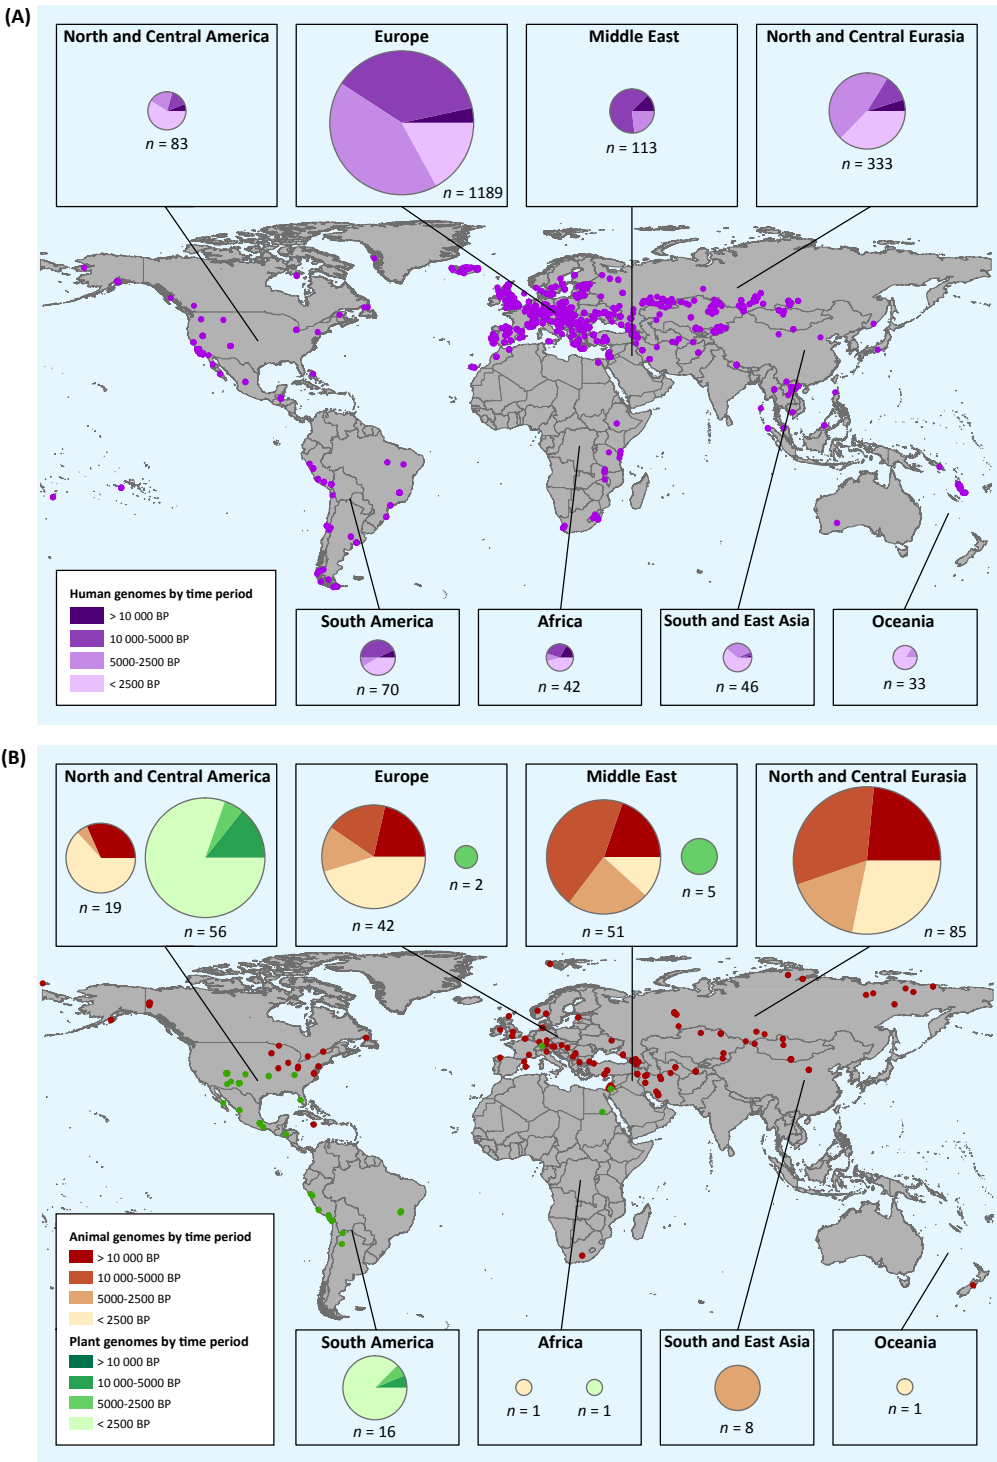 (A)
North and Central America
n = 83
Europe
n = 1189
Middle East
n = 113
North and Central Eurasia
n = 333
Human genomes by time period
> 10 000 BP
10 000-5000 BP
5000-2500 BP
< 2500 BP
South America
n = 70
Africa
n = 42
South and East Asia
n = 46
Oceania
n = 33
(B)
North and Central America
n = 19
n = 56
Europe
n = 42
n = 2
Middle East
n = 51
n = 5
North and Central Eurasia
n = 85
Animal genomes by time period
> 10 000 BP
10 000-5000 BP
5000-2500 BP
< 2500 BP
Plant genomes by time period
> 10 000 BP
10 000-5000 BP
5000-2500 BP
< 2500 BP
South America
n = 16
Africa
n = 1
n = 1
South and East Asia
n = 8
Oceania
n = 1